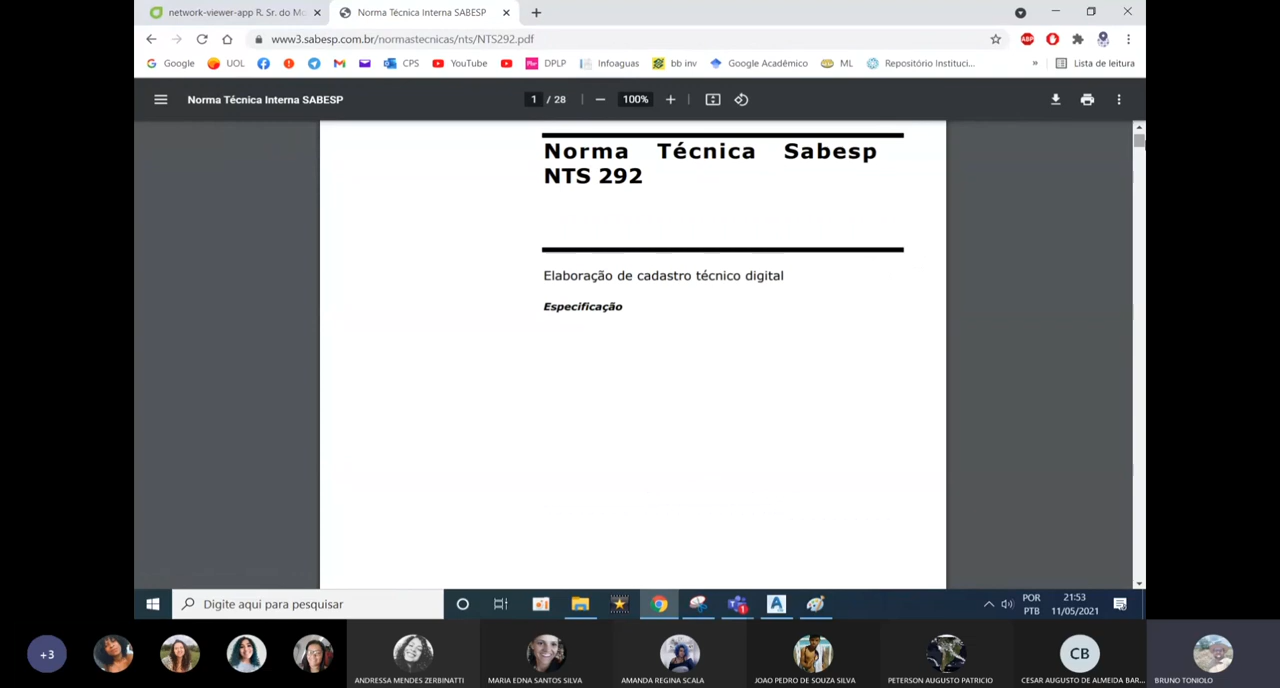 network-viewer-app R. Sr. do Mo
Norma Técnica Interna SABESP
www3.sabesp.com.br/normastecnicas/nts/NTS292.pdf
ABP
Google
UOL
CPS
YouTube
DPLP
Infoaguas
bb inv
Google Acadêmico
ML
Repositório Instituci...
»
Lista de leitura
Norma Técnica Interna SABESP
1 / 28
100%
Norma Técnica Sabesp
NTS 292
Elaboração de cadastro técnico digital
Especificação
Digite aqui para pesquisar
POR
PTB
21:53
11/05/2021
+3
ANDRESSA MENDES ZERBINATTI
MARIA EDNA SANTOS SILVA
AMANDA REGINA SCALA
JOAO PEDRO DE SOUZA SILVA
PETERSON AUGUSTO PATRICIO
CB
CESAR AUGUSTO DE ALMEIDA BAR...
BRUNO TONIOLO